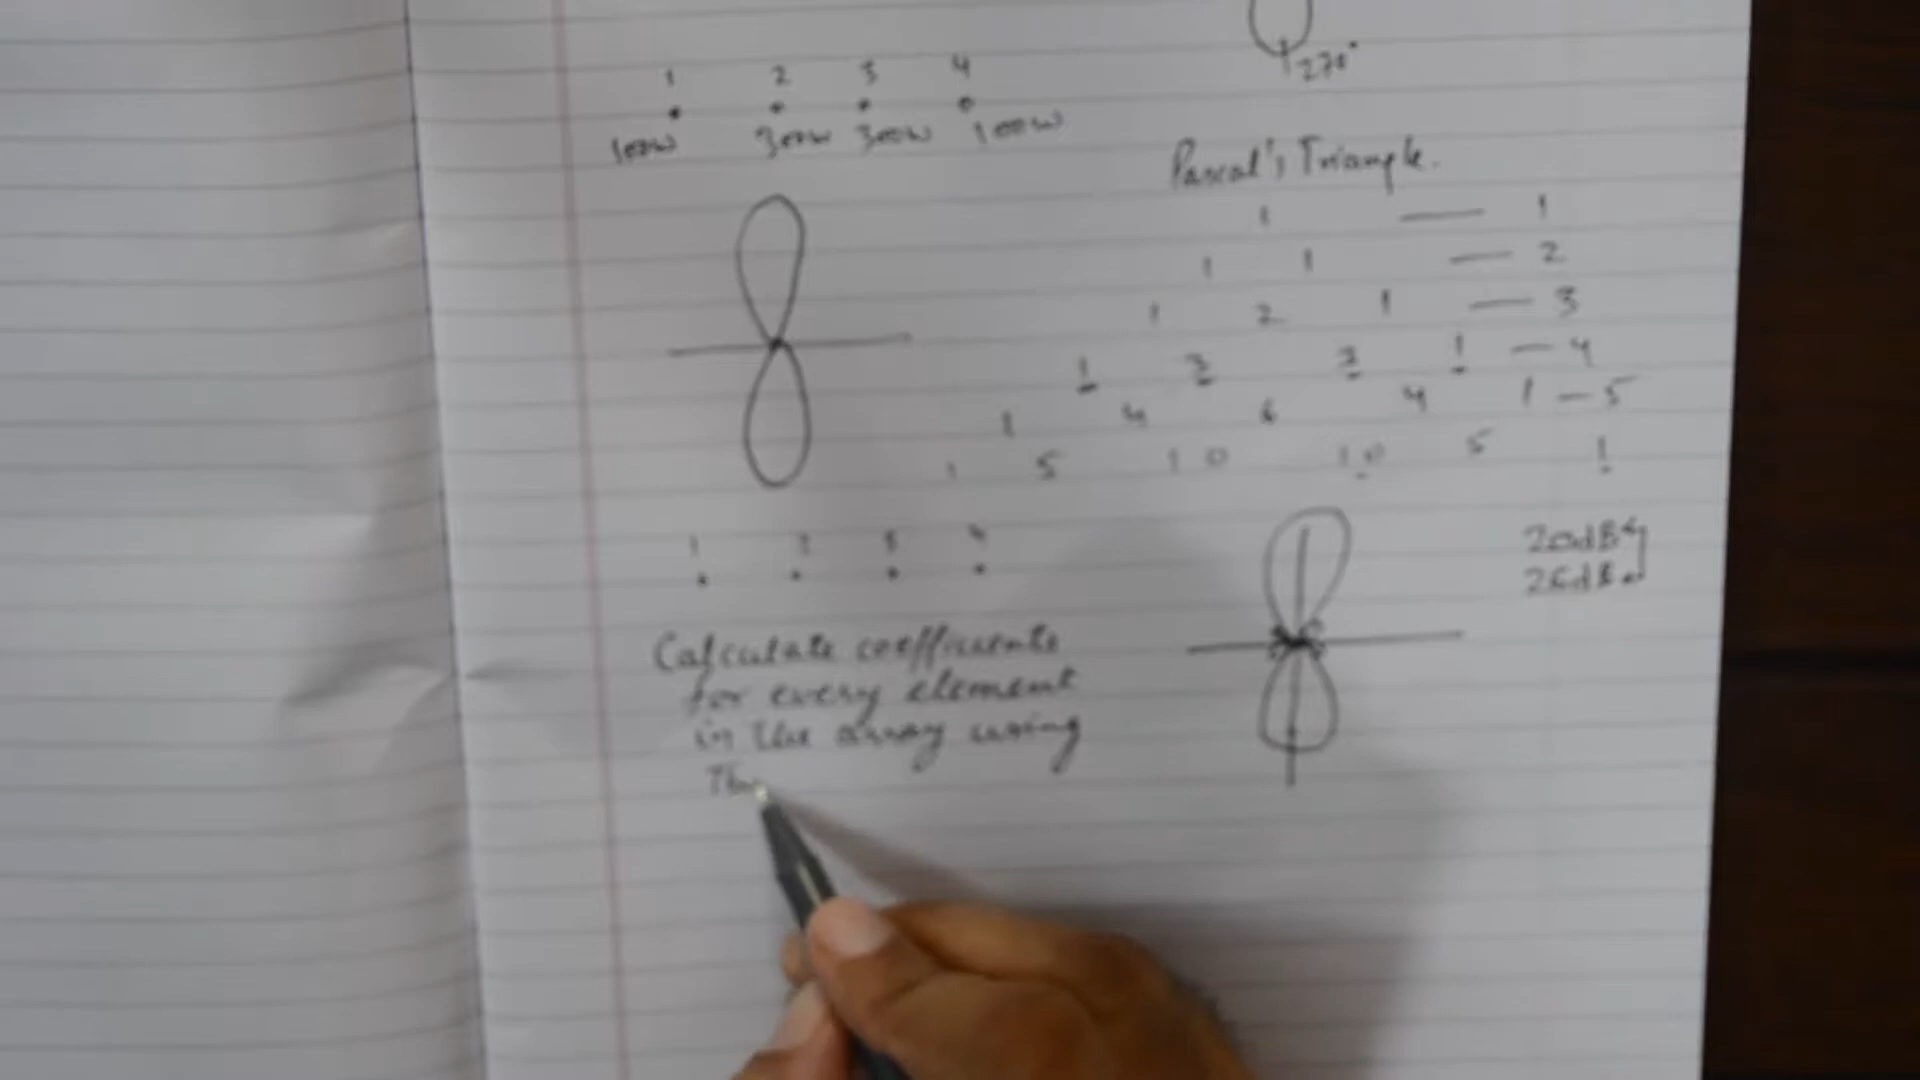 270°
1 2 3 4
100W 300W 300W 100W
Pascal's Triangle.
1 — 1
1 1 — 2
1 2 1 — 3
1 3 3 1 — 4
1 4 6 4 1 — 5
1 5 10 10 5 1
1 2 3 4
20dB
26dB
Calculate coefficients
for every element
in the array using